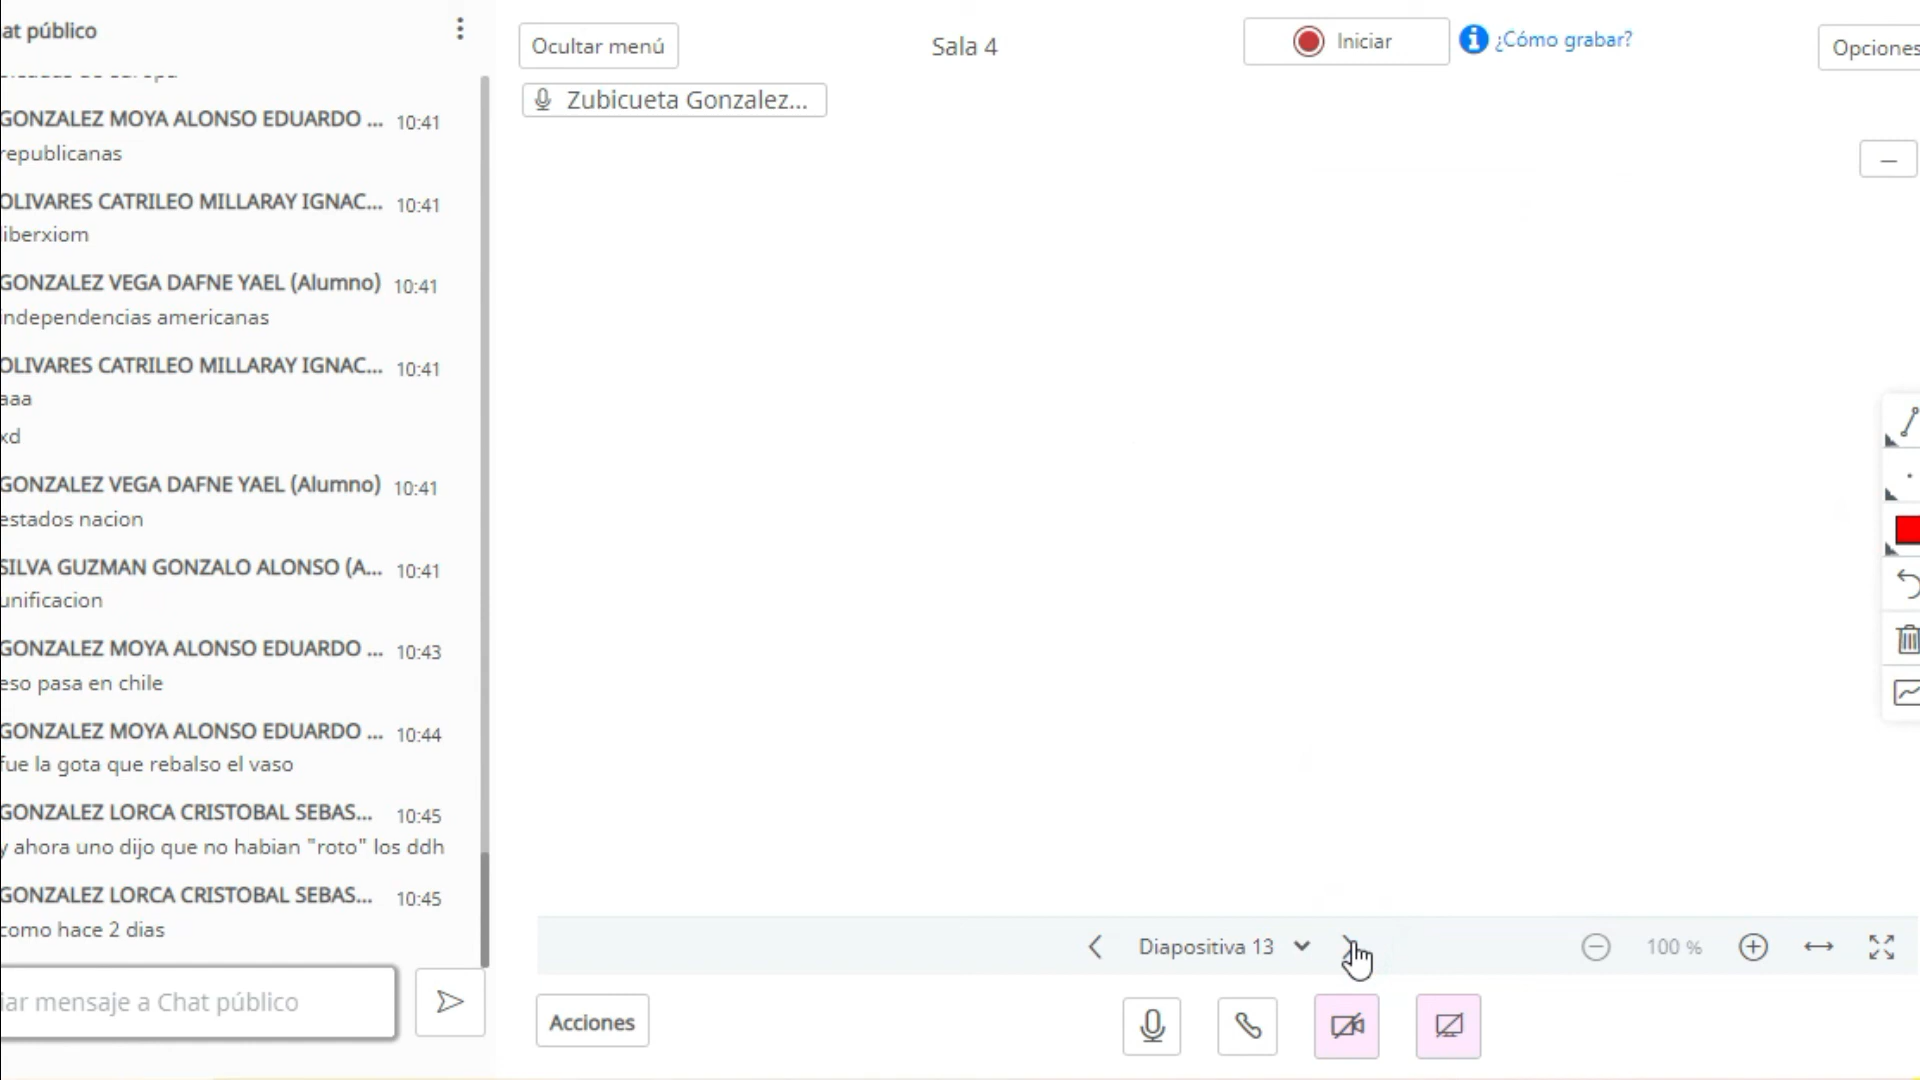 at público
GONZALEZ MOYA ALONSO EDUARDO ... 10:41
republicanas
OLIVARES CATRILEO MILLARAY IGNAC... 10:41
iberxiom
GONZALEZ VEGA DAFNE YAEL (Alumno) 10:41
independencias americanas
OLIVARES CATRILEO MILLARAY IGNAC... 10:41
aaa
xd
GONZALEZ VEGA DAFNE YAEL (Alumno) 10:41
estados nacion
SILVA GUZMAN GONZALO ALONSO (A... 10:41
unificacion
GONZALEZ MOYA ALONSO EDUARDO ... 10:43
eso pasa en chile
GONZALEZ MOYA ALONSO EDUARDO ... 10:44
fue la gota que rebalso el vaso
GONZALEZ LORCA CRISTOBAL SEBAS... 10:45
y ahora uno dijo que no habian "roto" los ddh
GONZALEZ LORCA CRISTOBAL SEBAS... 10:45
como hace 2 dias
iar mensaje a Chat público
Ocultar menú
Sala 4
Iniciar
¿Cómo grabar?
Opciones
Zubicueta Gonzalez...
Diapositiva 13
100 %
Acciones